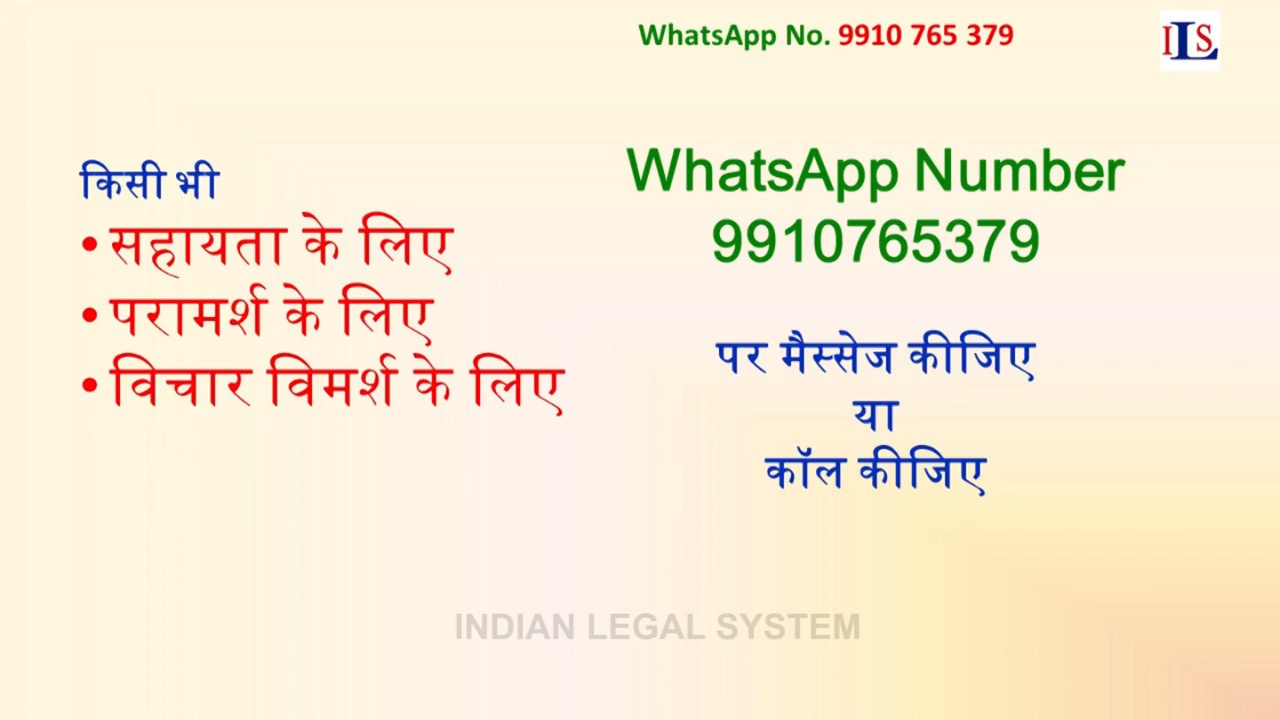 WhatsApp No. 9910 765 379
ILS
किसी भी
• सहायता के लिए
• परामर्श के लिए
• विचार विमर्श के लिए
WhatsApp Number
9910765379
पर मैस्सेज कीजिए
या
कॉल कीजिए
INDIAN LEGAL SYSTEM